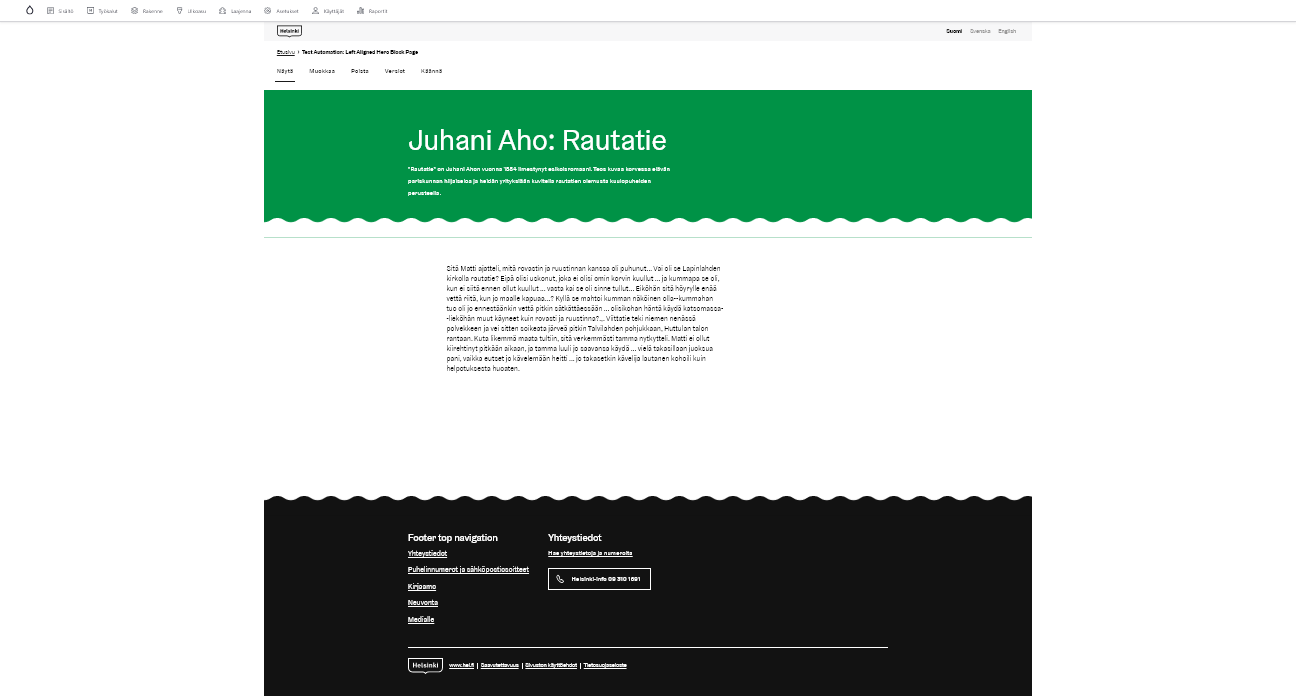 Sisältö Työkalut Rakenne Ulkoasu Laajenna Asetukset Käyttäjät Raportit
Helsinki
Suomi Svenska English
Etusivu › Test Automation: Left Aligned Hero Block Page
Näytä Muokkaa Poista Versiot Käännä
Juhani Aho: Rautatie
"Rautatie" on Juhani Ahon vuonna 1884 ilmestynyt esikoisromaani. Teos kuvaa korvessa elävän
pariskunnan hiljaiseloa ja heidän yrityksiään kuvitella rautatien olemusta kuulopuheiden
perusteella.
Sitä Matti ajatteli, mitä rovastin ja ruustinnan kanssa oli puhunut... Vai oli se Lapinlahden
kirkolla rautatie? Eipä olisi uskonut, joka ei olisi omin korvin kuullut ... ja kummapa se oli,
kun ei siitä ennen ollut kuullut ... vasta kai se oli sinne tullut... Eiköhän sitä höyrylle enää
vettä riitä, kun jo maalle kapuaa...? Kyllä se mahtoi kumman näköinen olla--kummahan
tuo oli jo ennestäänkin vettä pitkin sätkättäessään ... olisikohan häntä käydä katsomassa-
-lieköhän muut käyneet kuin rovasti ja ruustinna?... Viittatie teki niemen nenässä
polvekkeen ja vei sitten soikeata järveä pitkin Talvilahden pohjukkaan, Huttulan talon
rantaan. Kuta likemmä maata tultiin, sitä verkemmästi tamma nytkytteli. Matti ei ollut
kiirehtinyt pitkään aikaan, ja tamma luuli jo saavansa käydä ... vielä takasillaan juoksua
pani, vaikka eutset jo kävelemään heitti ... jo takasetkin kävelijä lautanen kohoili kuin
helpotuksesta huoaten.
Footer top navigation
Yhteystiedot
Puhelinnumerot ja sähköpostiosoitteet
Kirjaamo
Neuvonta
Medialle
Yhteystiedot
Hae yhteystietoja ja numeroita
Helsinki-info 09 310 1691
Helsinki
www.hel.fi | Saavutettavuus | Sivuston käyttöehdot | Tietosuojaseloste